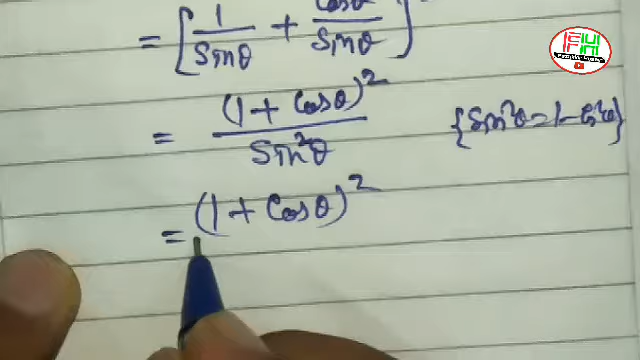 = [1/Sinθ + Cosθ/Sinθ]
= (1 + Cosθ)²/Sin²θ {Sin²θ = 1 - Cos²θ}
= (1 + Cosθ)²